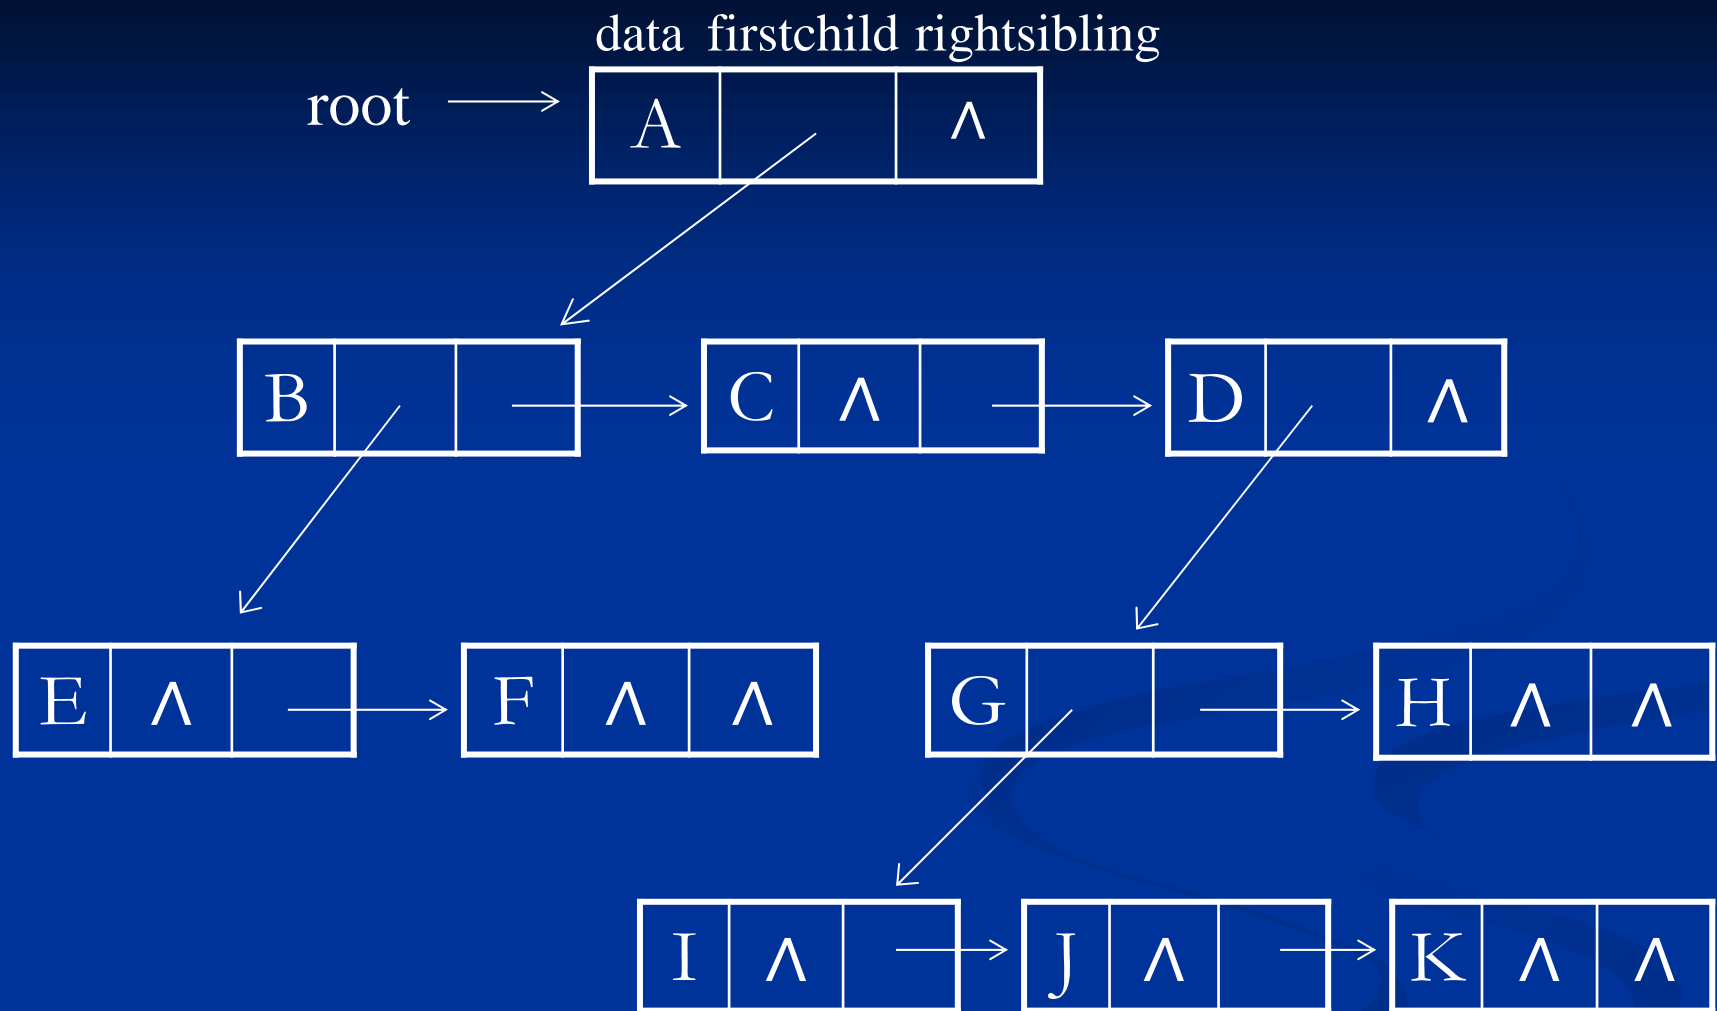 data firstchild rightsibling
root A ∧
B C ∧ D ∧
E ∧ F ∧ ∧ G H ∧ ∧
I ∧ J ∧ K ∧ ∧